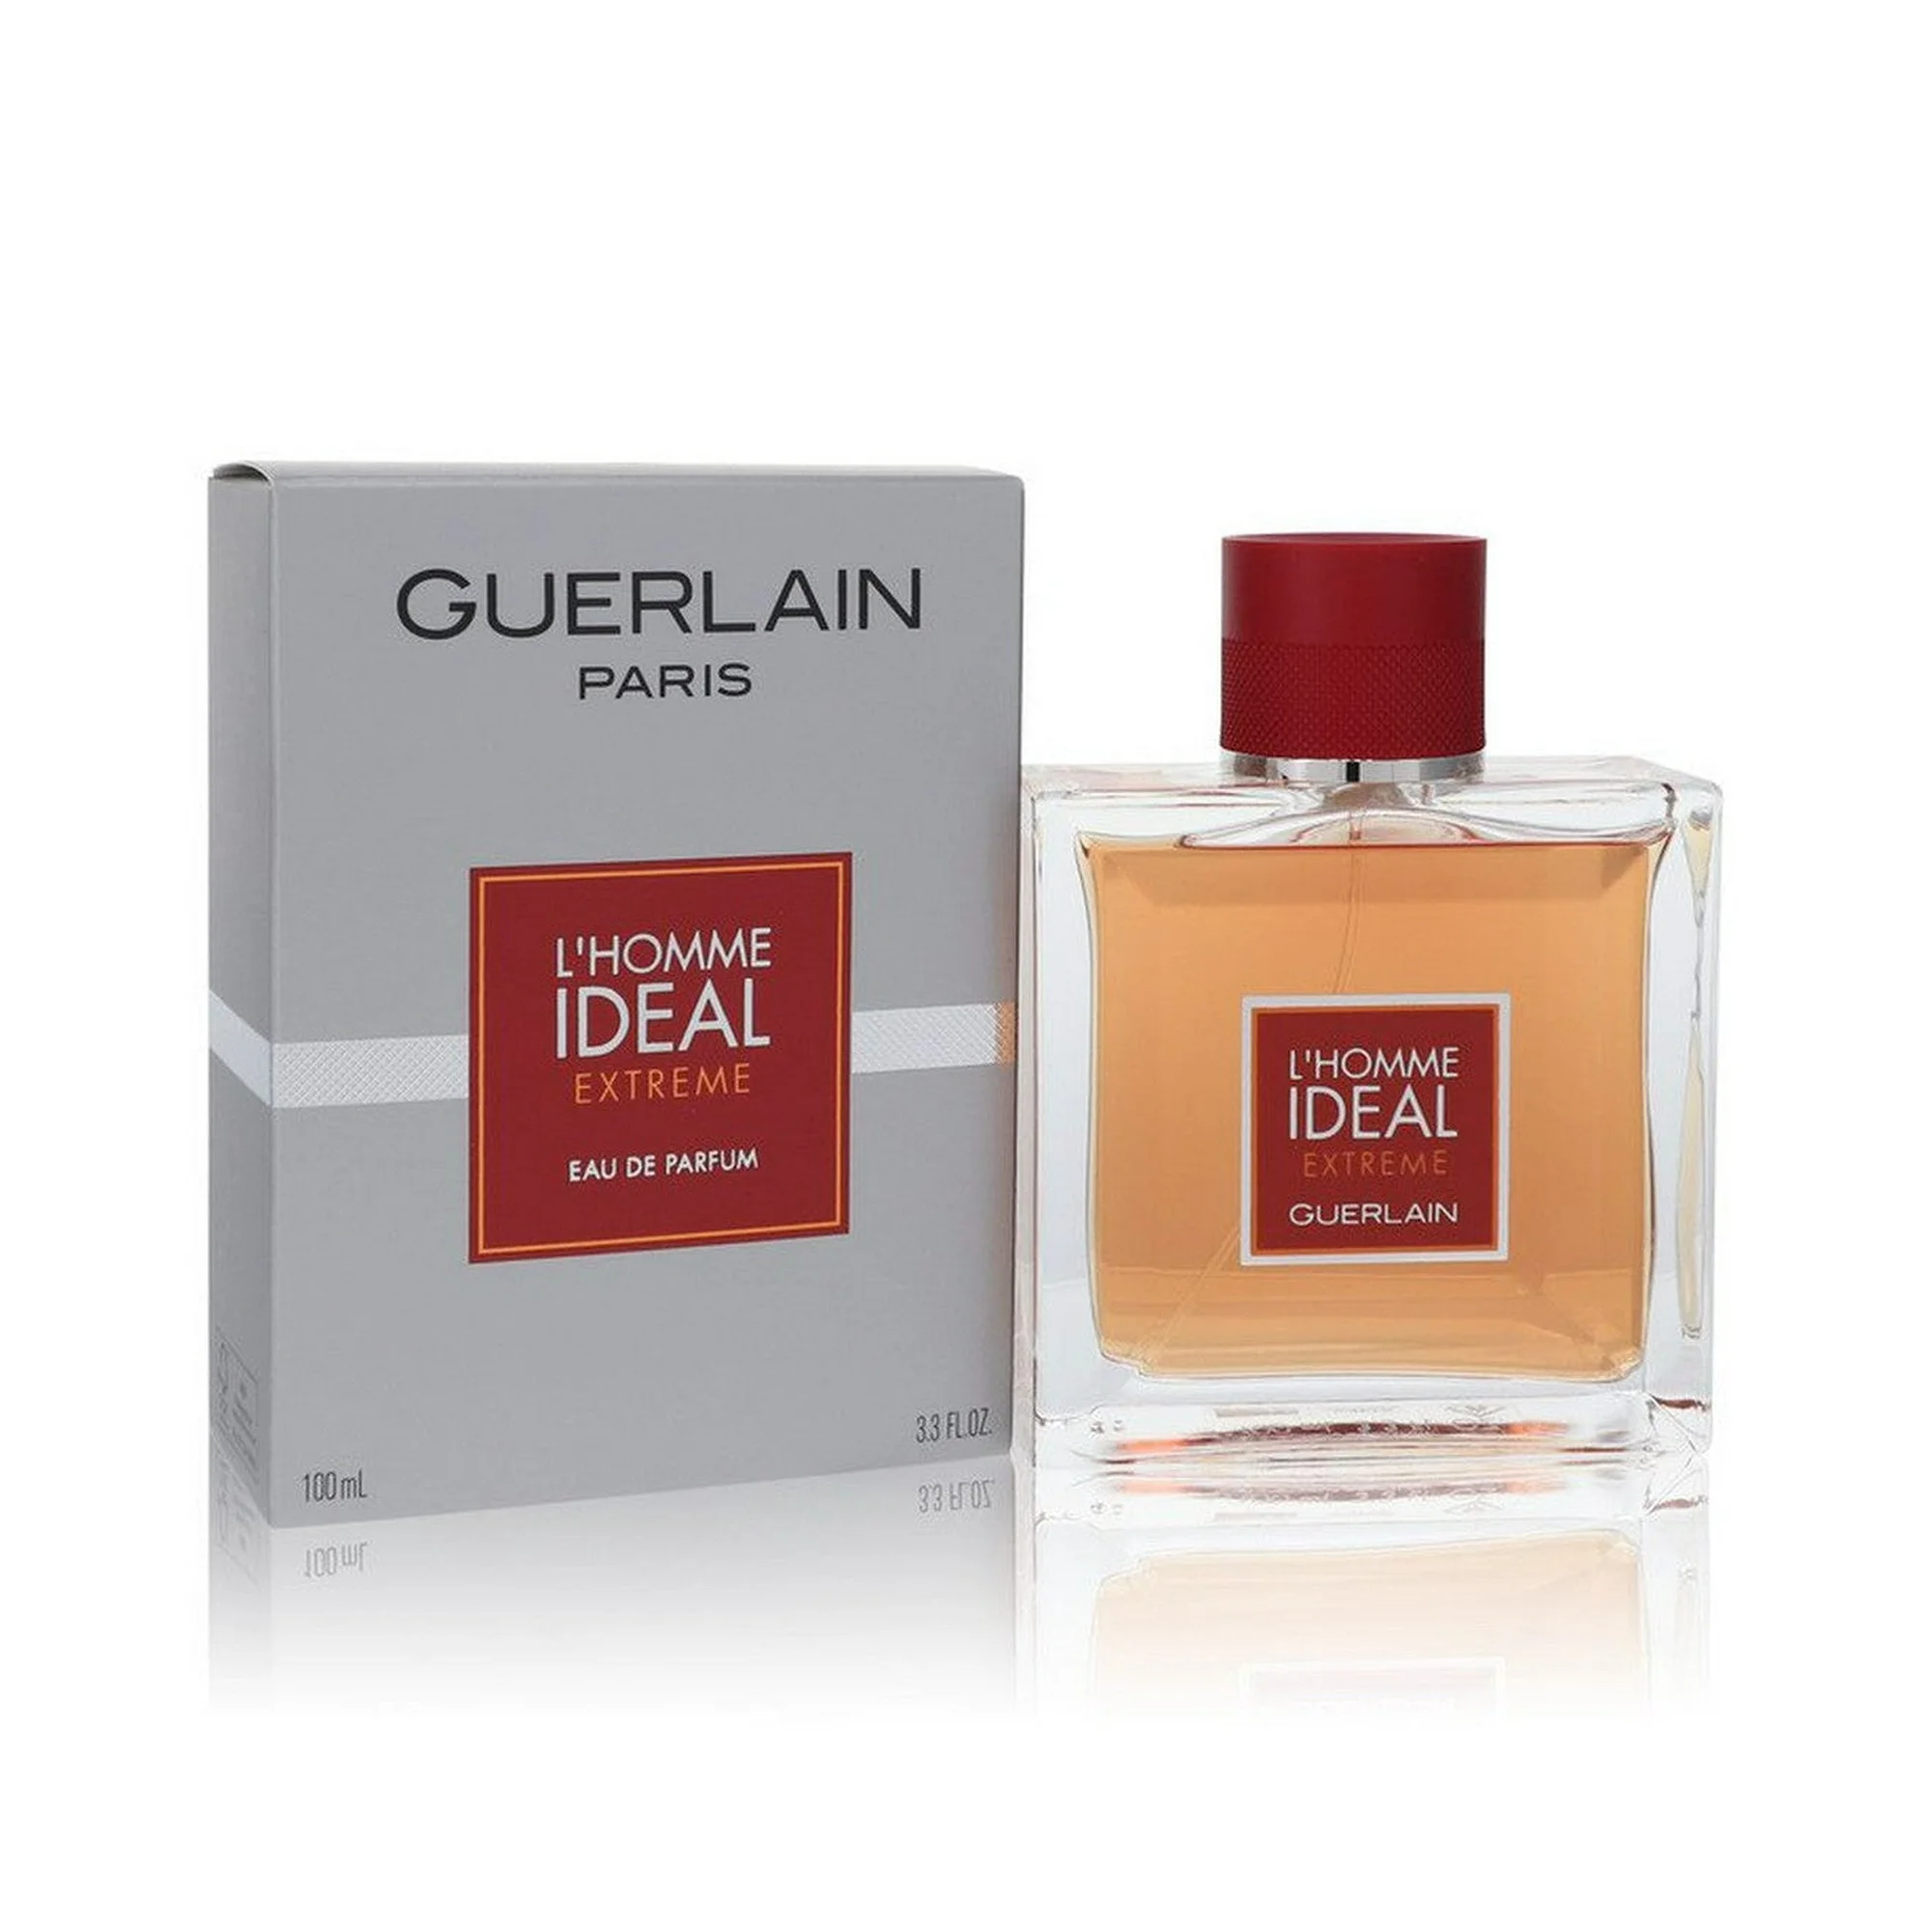 GUERLAIN
PARIS
L'HOMME
IDEAL
EXTREME
EAU DE PARFUM
100 mL
3.3 FL.OZ.
L'HOMME
IDEAL
EXTREME
GUERLAIN